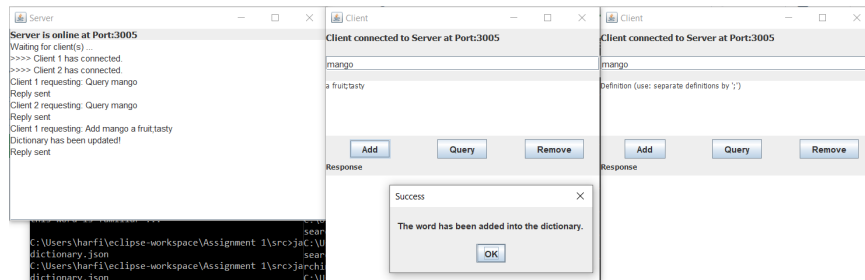 Server
Server is online at Port:3005
Waiting for client(s) ...
>>>> Client 1 has connected.
>>>> Client 2 has connected.
Client 1 requesting: Query mango
Reply sent
Client 2 requesting: Query mango
Reply sent
Client 1 requesting: Add mango a fruit;tasty
Dictionary has been updated!
Reply sent
Client
Client connected to Server at Port:3005
mango
a fruit;tasty
Add Query Remove
Response
Success
The word has been added into the dictionary.
OK
Client
Client connected to Server at Port:3005
mango
Definition (use: separate definitions by ';')
Add Query Remove
Response
C:\Users\harfi\eclipse-workspace\Assignment 1\src>ja
dictionary.json
C:\Users\harfi\eclipse-workspace\Assignment 1\src>ja
dictionary.json
sear
C:\U
sear
rchi
C:\U